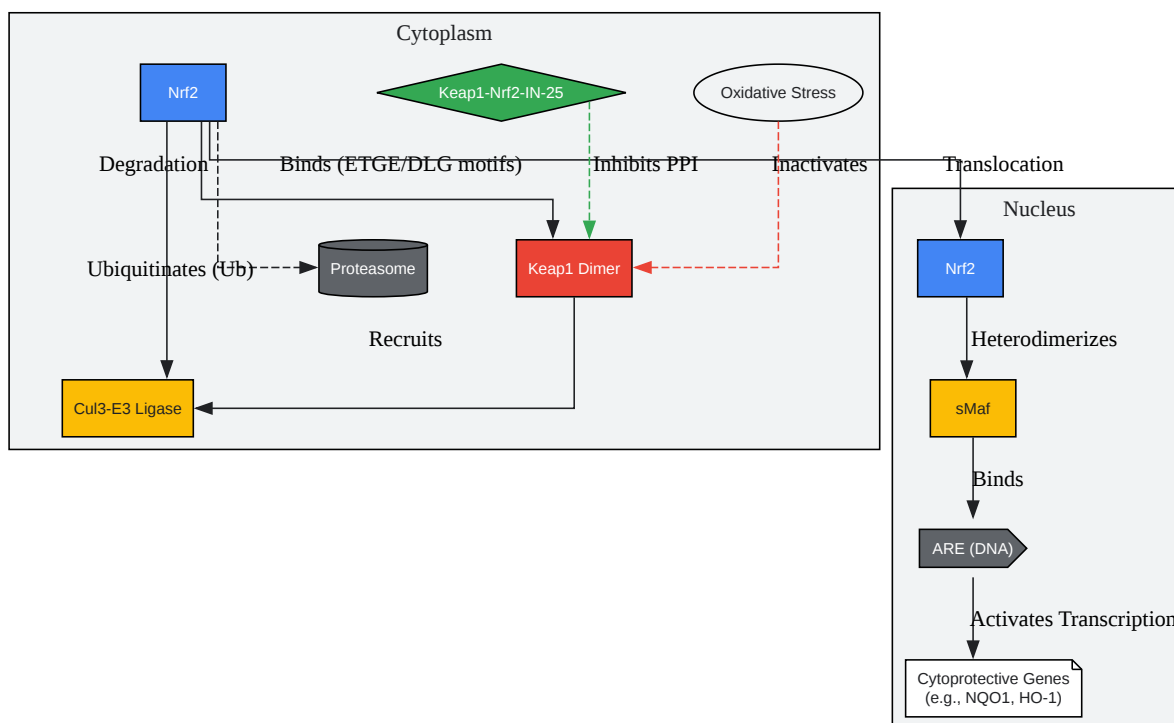 Cytoplasm
Nrf2
Keap1-Nrf2-IN-25
Oxidative Stress
Degradation
Binds (ETGE/DLG motifs)
Inhibits PPI
Inactivates
Translocation
Nucleus
Ubiquitinates (Ub)
Proteasome
Keap1 Dimer
Nrf2
Recruits
Heterodimerizes
Cul3-E3 Ligase
sMaf
Binds
ARE (DNA)
Activates Transcription
Cytoprotective Genes
(e.g., NQO1, HO-1)